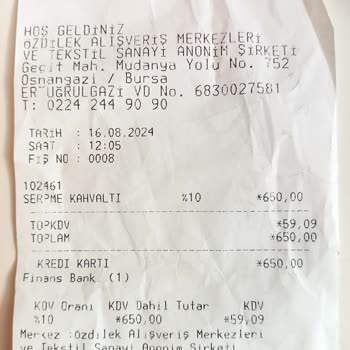 HOŞ GELDİNİZ
ÖZDİLEK ALIŞVERİŞ MERKEZLERİ
VE TEKSTİL SANAYİ ANONİM ŞİRKETİ
Geçit Mah. Mudanya Yolu No. 752
Osmangazi / Bursa
ERTUĞRULGAZİ VD No. 6830027581
T: 0224 244 90 90
TARİH : 16.08.2024
SAAT : 12:05
FİŞ NO : 0008
102461
SERPME KAHVALTI %10 *650,00
TOPKDV *59,09
TOPLAM *650,00
KREDİ KARTI *650,00
Finans Bank (1)
KDV Oranı KDV Dahil Tutar KDV
%10 *650,00 *59,09
Merkez :Özdilek Alışveriş Merkezleri
ve Tekstil Sanayi Anonim Şirketi